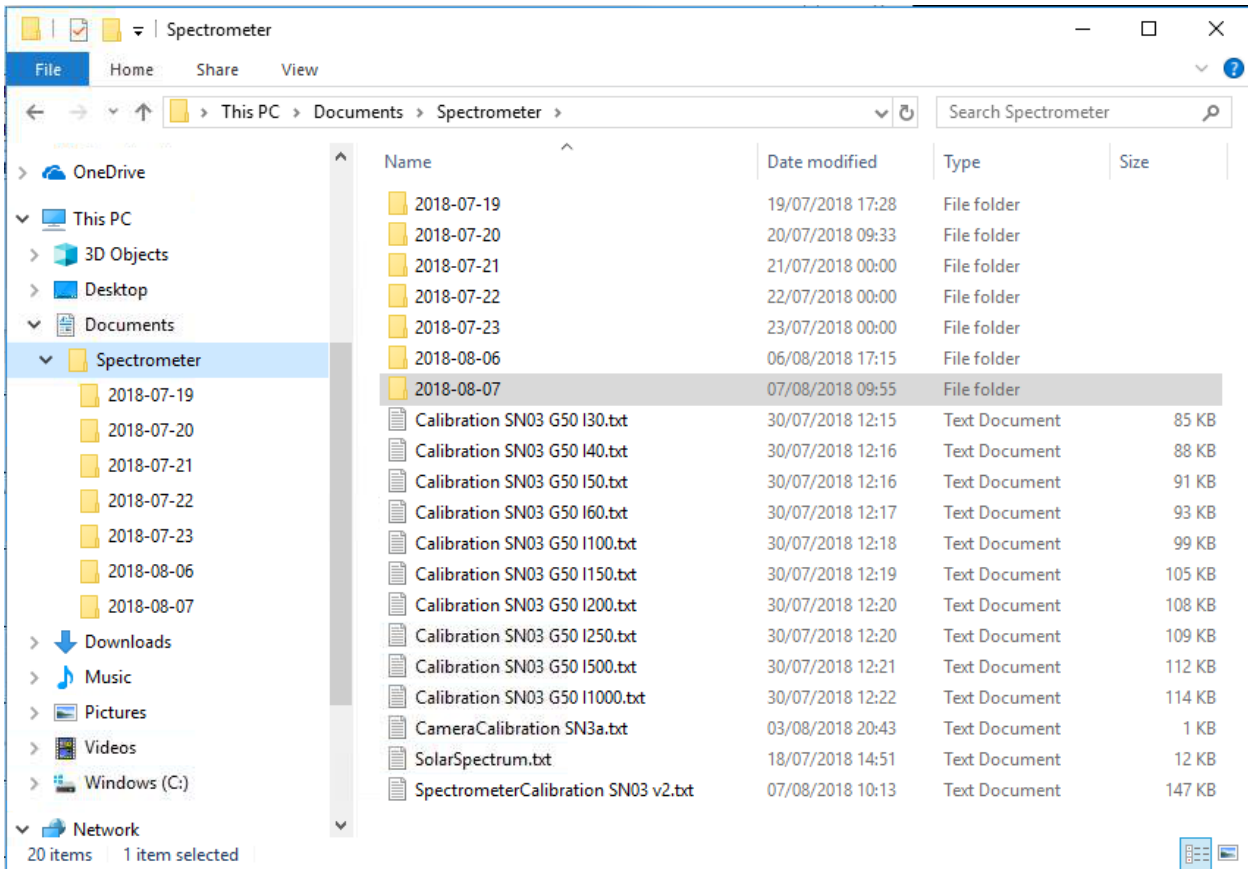 Spectrometer
File Home Share View
This PC > Documents > Spectrometer >
Search Spectrometer
OneDrive
This PC
3D Objects
Desktop
Documents
Spectrometer
2018-07-19
2018-07-20
2018-07-21
2018-07-22
2018-07-23
2018-08-06
2018-08-07
Downloads
Music
Pictures
Videos
Windows (C:)
Network
Name Date modified Type Size
2018-07-19 19/07/2018 17:28 File folder
2018-07-20 20/07/2018 09:33 File folder
2018-07-21 21/07/2018 00:00 File folder
2018-07-22 22/07/2018 00:00 File folder
2018-07-23 23/07/2018 00:00 File folder
2018-08-06 06/08/2018 17:15 File folder
2018-08-07 07/08/2018 09:55 File folder
Calibration SN03 G50 I30.txt 30/07/2018 12:15 Text Document 85 KB
Calibration SN03 G50 I40.txt 30/07/2018 12:16 Text Document 88 KB
Calibration SN03 G50 I50.txt 30/07/2018 12:16 Text Document 91 KB
Calibration SN03 G50 I60.txt 30/07/2018 12:17 Text Document 93 KB
Calibration SN03 G50 I100.txt 30/07/2018 12:18 Text Document 99 KB
Calibration SN03 G50 I150.txt 30/07/2018 12:19 Text Document 105 KB
Calibration SN03 G50 I200.txt 30/07/2018 12:20 Text Document 108 KB
Calibration SN03 G50 I250.txt 30/07/2018 12:20 Text Document 109 KB
Calibration SN03 G50 I500.txt 30/07/2018 12:21 Text Document 112 KB
Calibration SN03 G50 I1000.txt 30/07/2018 12:22 Text Document 114 KB
CameraCalibration SN3a.txt 03/08/2018 20:43 Text Document 1 KB
SolarSpectrum.txt 18/07/2018 14:51 Text Document 12 KB
SpectrometerCalibration SN03 v2.txt 07/08/2018 10:13 Text Document 147 KB
20 items 1 item selected